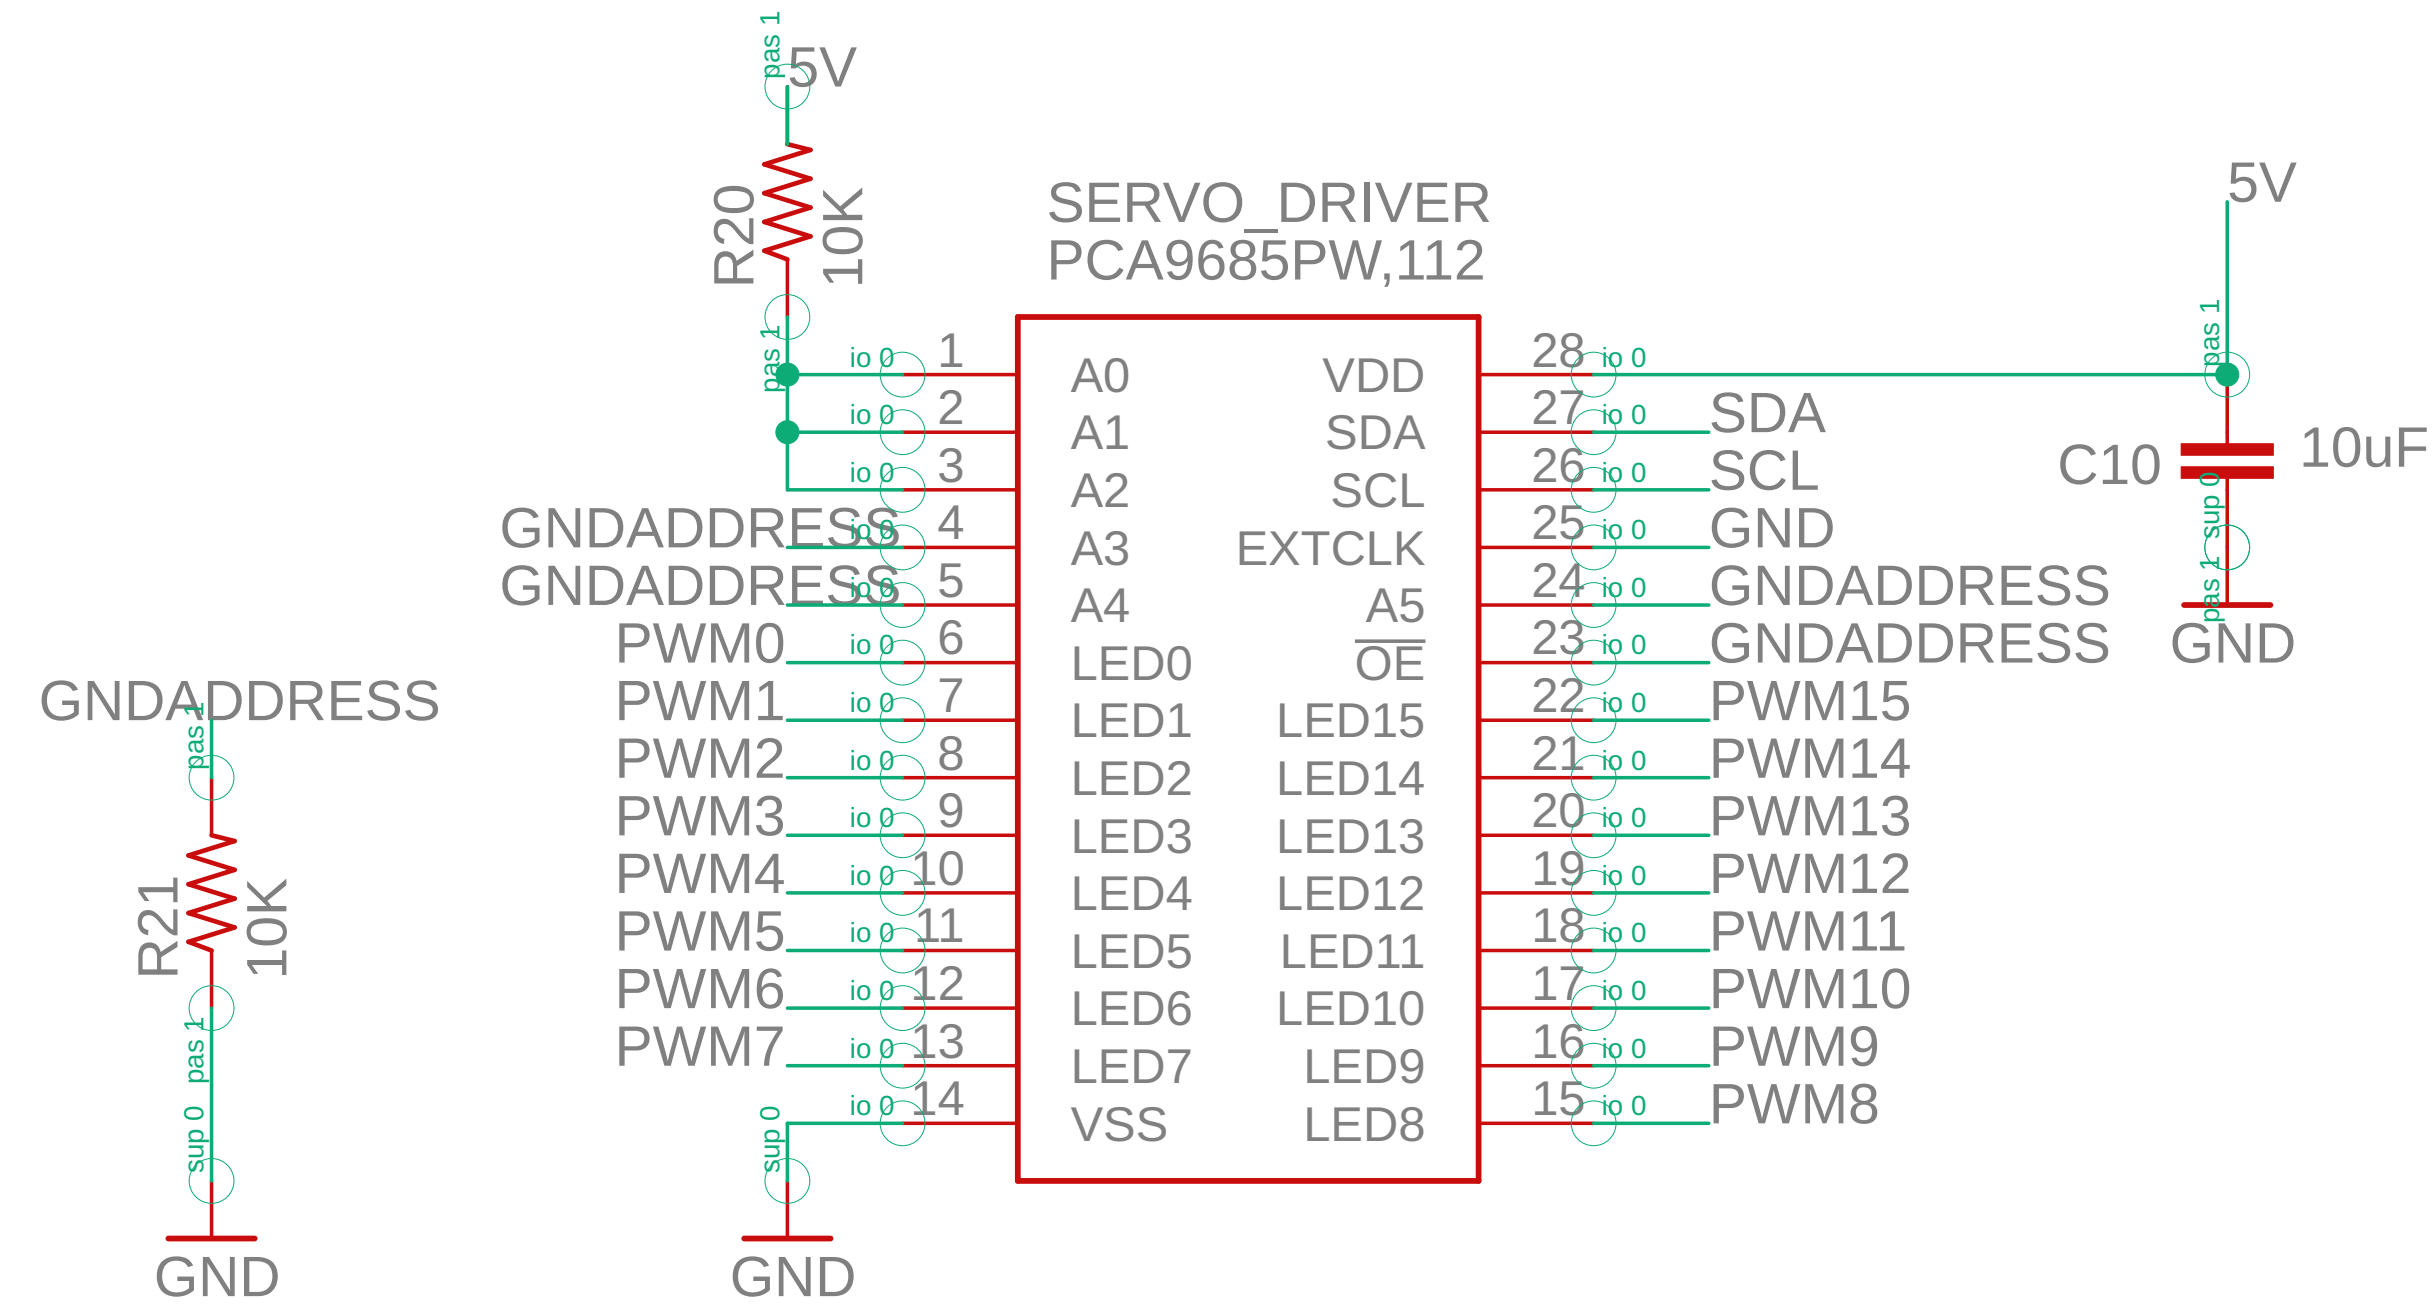 pas 1
5V
R20
10K
pas 1
SERVO_DRIVER
PCA9685PW,112
5V
pas 1
C10
10uF
sup 0
pas 1
GND
io 0 1 A0 VDD 28 io 0
io 0 2 A1 SDA 27 io 0 SDA
io 0 3 A2 SCL 26 io 0 SCL
GNDADDRESS io 0 4 A3 EXTCLK 25 io 0 GND
GNDADDRESS io 0 5 A4 A5 24 io 0 GNDADDRESS
PWM0 io 0 6 LED0 OE 23 io 0 GNDADDRESS
PWM1 io 0 7 LED1 LED15 22 io 0 PWM15
PWM2 io 0 8 LED2 LED14 21 io 0 PWM14
PWM3 io 0 9 LED3 LED13 20 io 0 PWM13
PWM4 io 0 10 LED4 LED12 19 io 0 PWM12
PWM5 io 0 11 LED5 LED11 18 io 0 PWM11
PWM6 io 0 12 LED6 LED10 17 io 0 PWM10
PWM7 io 0 13 LED7 LED9 16 io 0 PWM9
io 0 14 VSS LED8 15 io 0 PWM8
sup 0
GND
GNDADDRESS
pas 1
R21
10K
pas 1
sup 0
GND